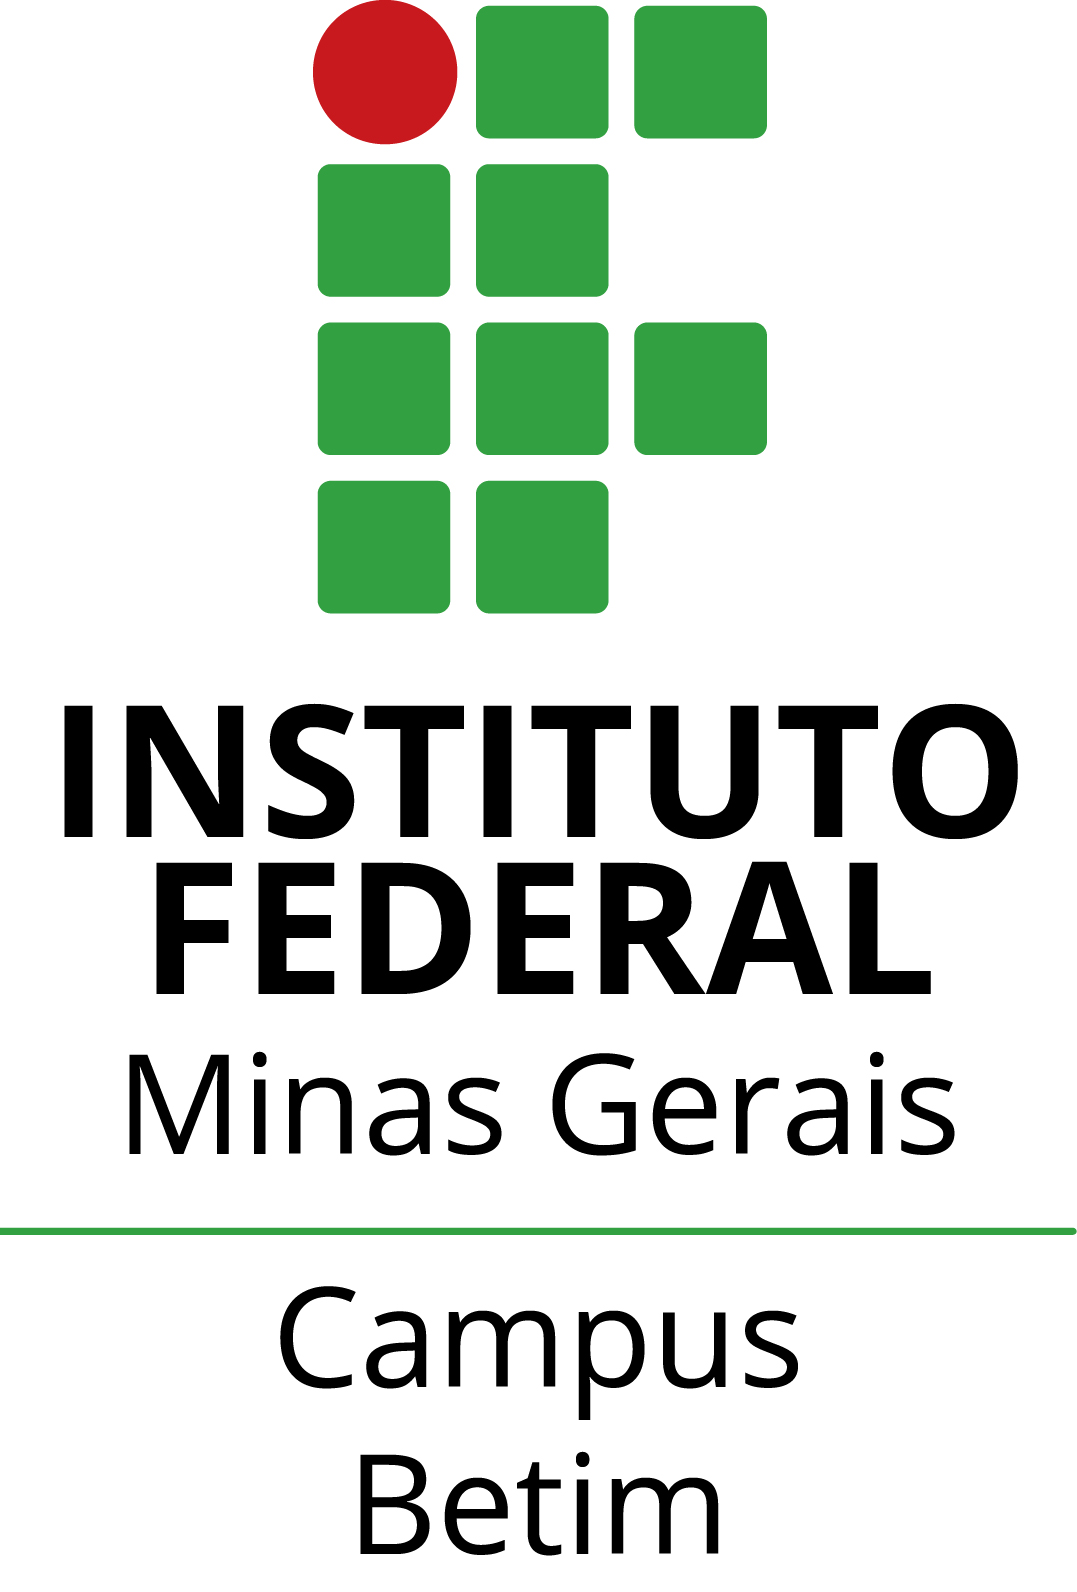 INSTITUTO
FEDERAL
Minas Gerais
Campus
Betim